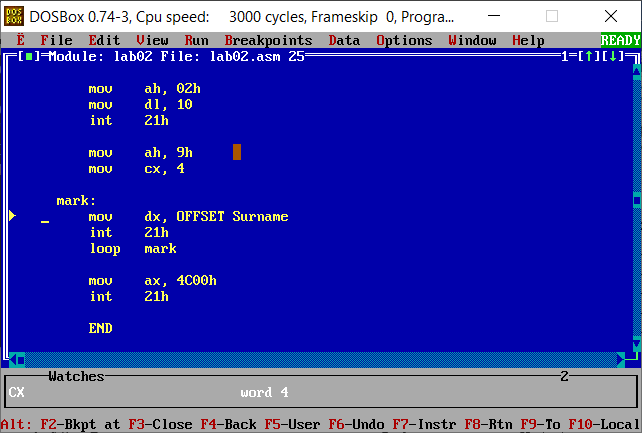 DOS BOX DOSBox 0.74-3, Cpu speed: 3000 cycles, Frameskip 0, Progra...
E File Edit View Run Breakpoints Data Options Window Help READY
[■]=Module: lab02 File: lab02.asm 25 1=[↑][↓]
mov ah, 02h
mov dl, 10
int 21h
mov ah, 9h
mov cx, 4
mark:
mov dx, OFFSET Surname
int 21h
loop mark
mov ax, 4C00h
int 21h
END
Watches 2
CX word 4
Alt: F2-Bkpt at F3-Close F4-Back F5-User F6-Undo F7-Instr F8-Rtn F9-To F10-Local